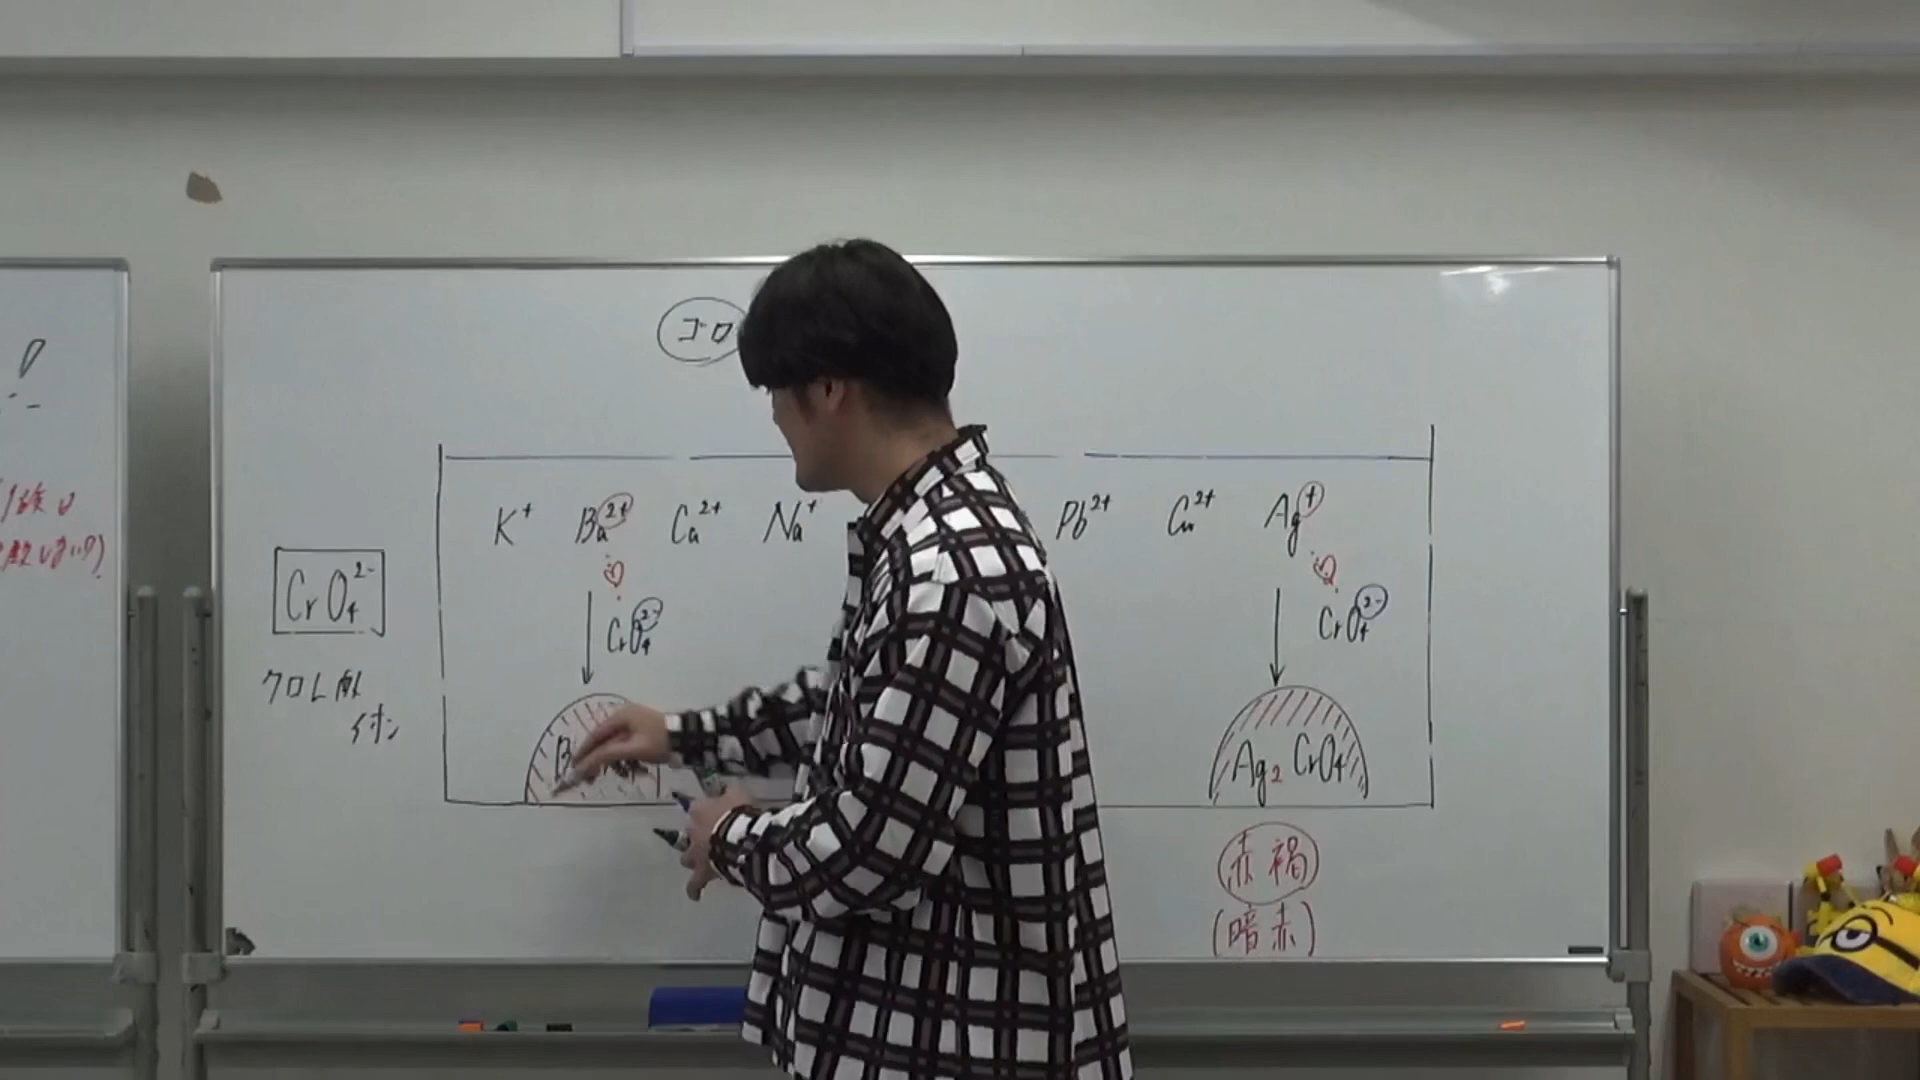 ゴロ
K⁺ Ba²⁺ Ca²⁺ Na⁺ Pb²⁺ Cu²⁺ Ag⁺
CrO₄²⁻
クロム酸
イオン
CrO₄²⁻
CrO₄²⁻
Ag₂CrO₄
赤褐
(暗赤)